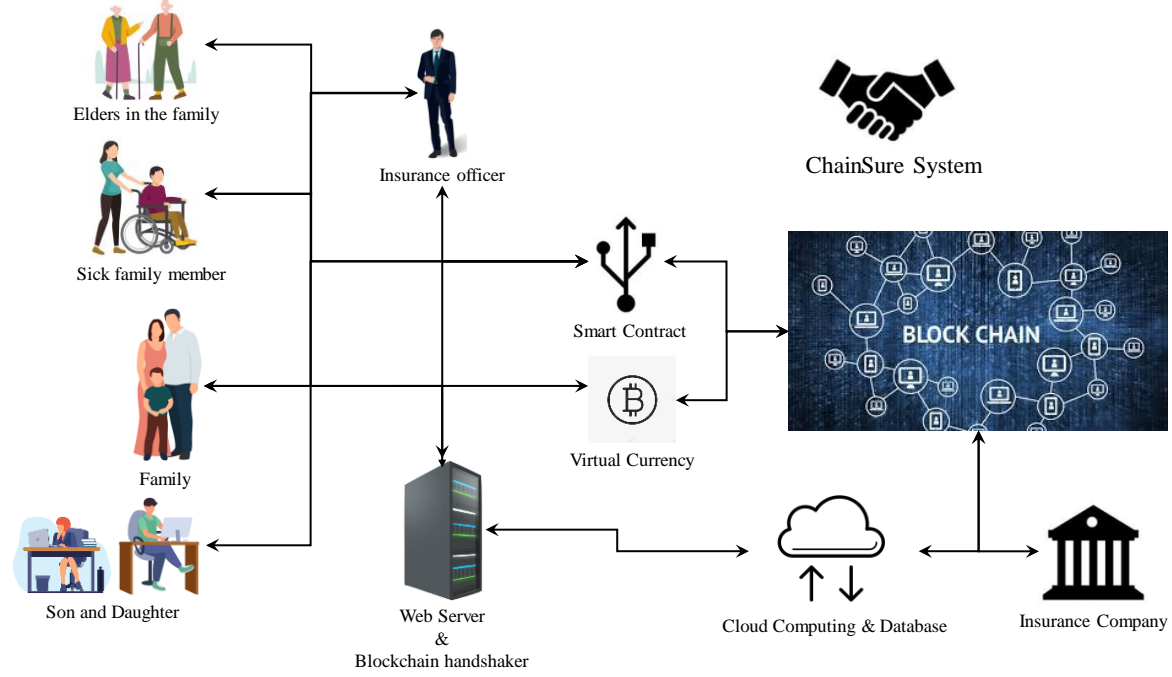 Elders in the family
Insurance officer
ChainSure System
Sick family member
Smart Contract
BLOCK CHAIN
Virtual Currency
Family
Son and Daughter
Web Server
&
Blockchain handshaker
Cloud Computing & Database
Insurance Company